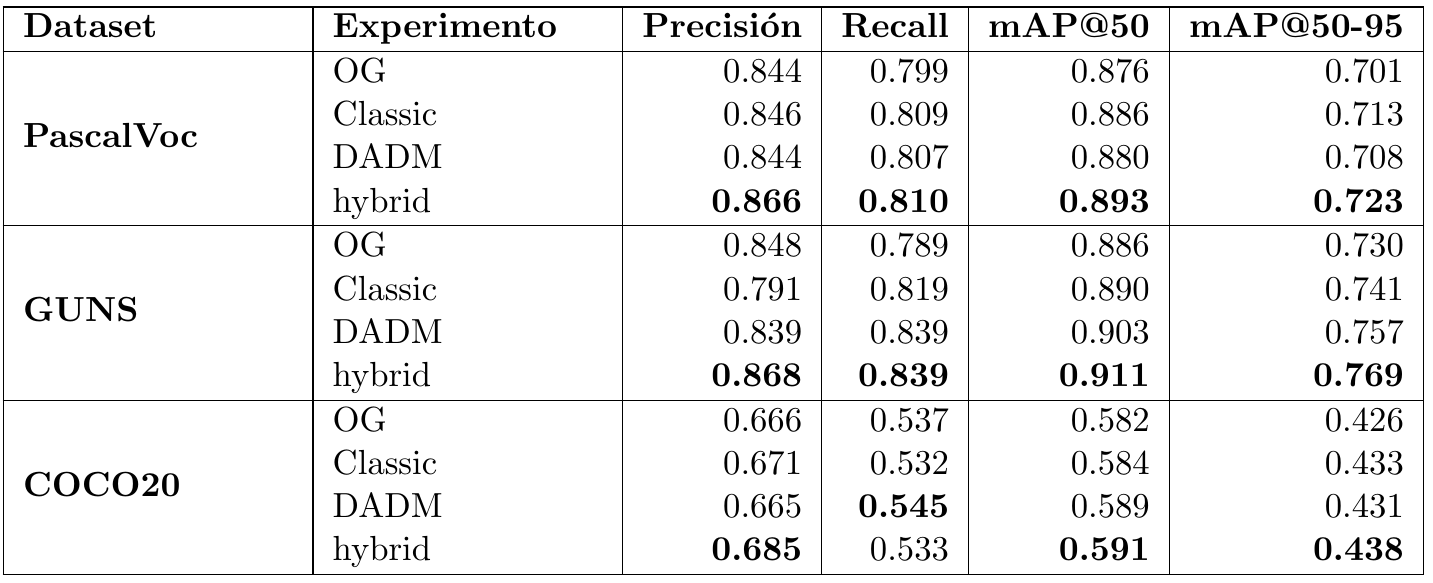 Dataset Experimento Precisión Recall mAP@50 mAP@50-95
PascalVoc
OG 0.844 0.799 0.876 0.701
Classic 0.846 0.809 0.886 0.713
DADM 0.844 0.807 0.880 0.708
hybrid 0.866 0.810 0.893 0.723
GUNS
OG 0.848 0.789 0.886 0.730
Classic 0.791 0.819 0.890 0.741
DADM 0.839 0.839 0.903 0.757
hybrid 0.868 0.839 0.911 0.769
COCO20
OG 0.666 0.537 0.582 0.426
Classic 0.671 0.532 0.584 0.433
DADM 0.665 0.545 0.589 0.431
hybrid 0.685 0.533 0.591 0.438